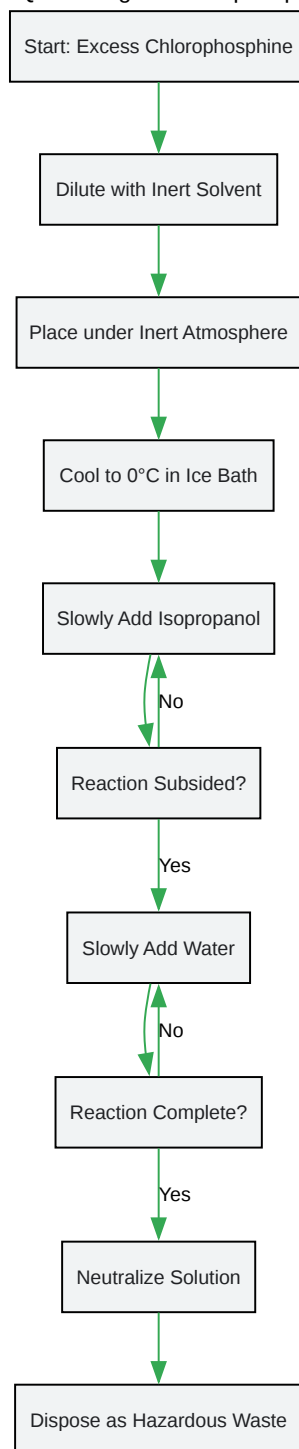 Start: Excess Chlorophosphine
Dilute with Inert Solvent
Place under Inert Atmosphere
Cool to 0°C in Ice Bath
Slowly Add Isopropanol
No
Reaction Subsided?
Yes
Slowly Add Water
No
Reaction Complete?
Yes
Neutralize Solution
Dispose as Hazardous Waste